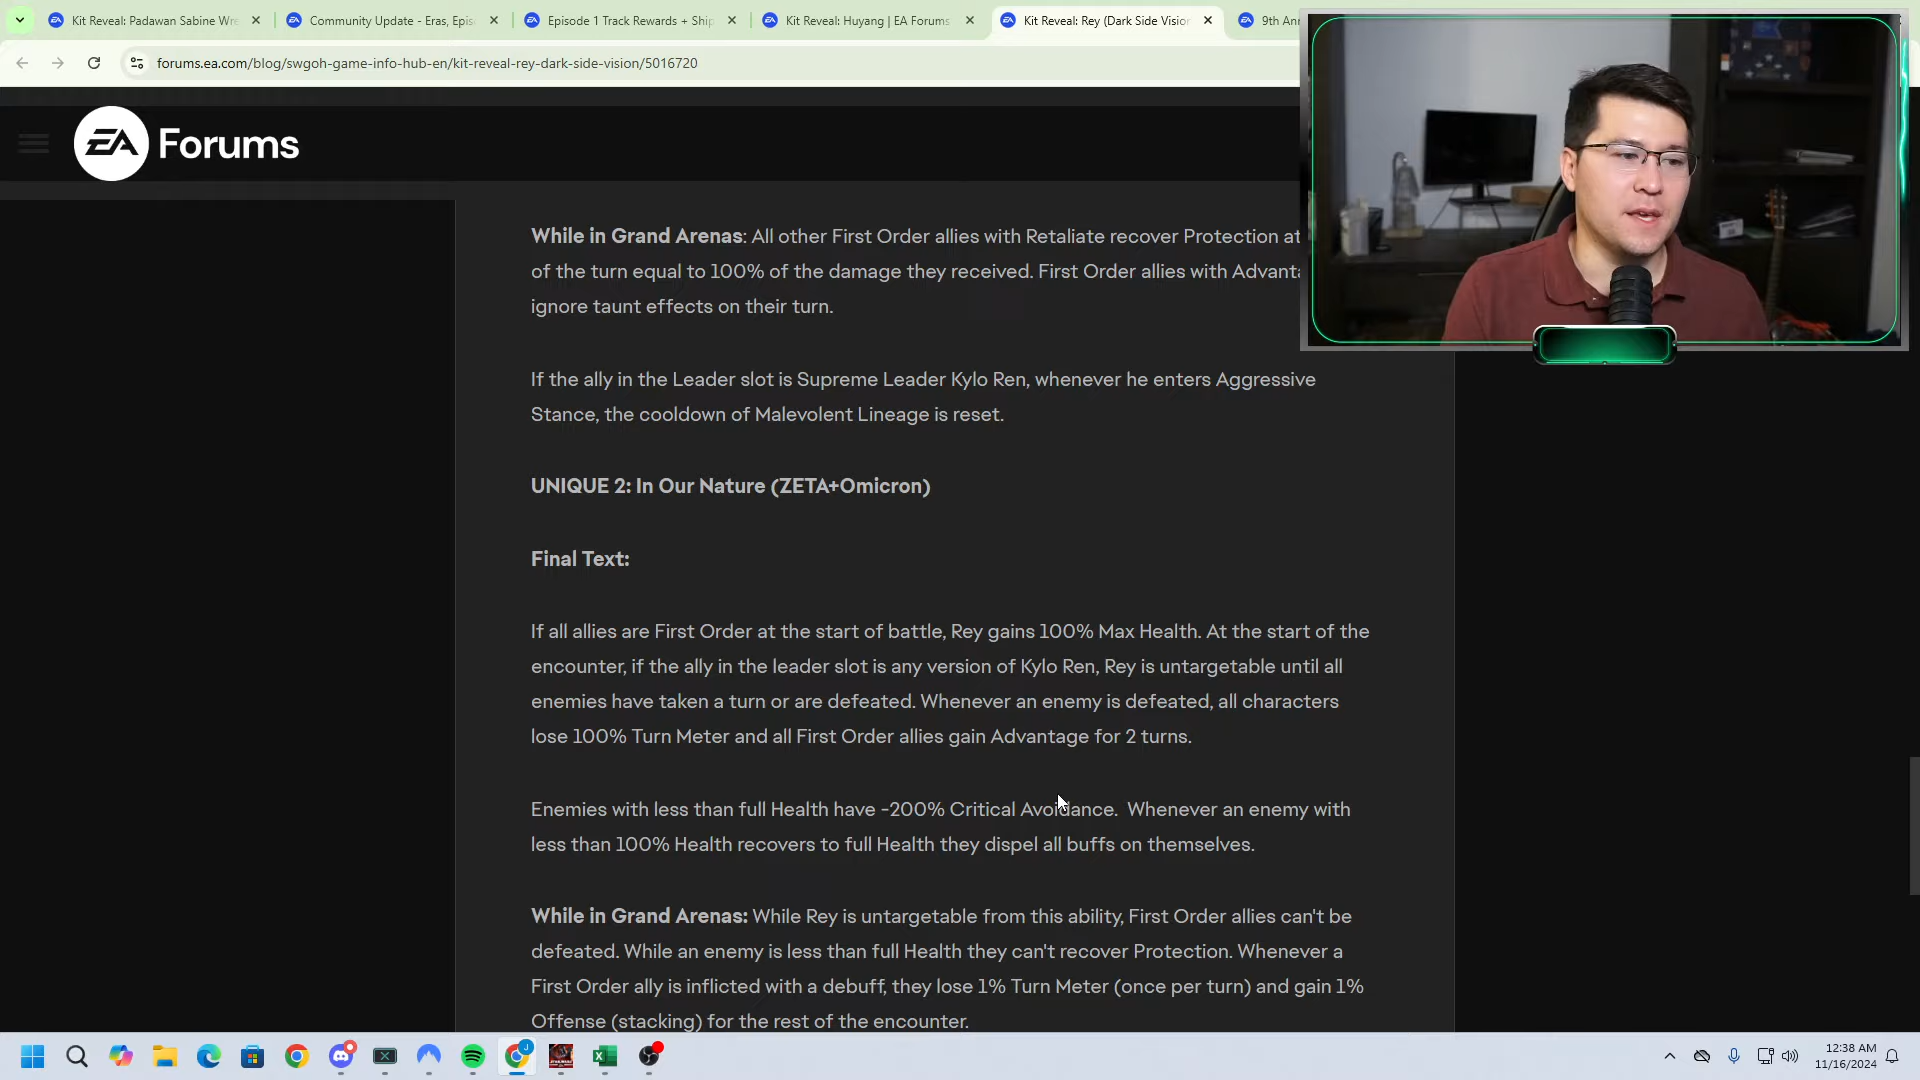 Kit Reveal: Padawan Sabine Wre
Community Update - Eras, Epis
Episode 1 Track Rewards + Ship
Kit Reveal: Huyang | EA Forums
Kit Reveal: Rey (Dark Side Vision
9th Ann
forums.ea.com/blog/swgoh-game-info-hub-en/kit-reveal-rey-dark-side-vision/5016720
EA Forums
While in Grand Arenas: All other First Order allies with Retaliate recover Protection at
of the turn equal to 100% of the damage they received. First Order allies with Advanta
ignore taunt effects on their turn.
If the ally in the Leader slot is Supreme Leader Kylo Ren, whenever he enters Aggressive
Stance, the cooldown of Malevolent Lineage is reset.
UNIQUE 2: In Our Nature (ZETA+Omicron)
Final Text:
If all allies are First Order at the start of battle, Rey gains 100% Max Health. At the start of the
encounter, if the ally in the leader slot is any version of Kylo Ren, Rey is untargetable until all
enemies have taken a turn or are defeated. Whenever an enemy is defeated, all characters
lose 100% Turn Meter and all First Order allies gain Advantage for 2 turns.
Enemies with less than full Health have -200% Critical Avoidance. Whenever an enemy with
less than 100% Health recovers to full Health they dispel all buffs on themselves.
While in Grand Arenas: While Rey is untargetable from this ability, First Order allies can't be
defeated. While an enemy is less than full Health they can't recover Protection. Whenever a
First Order ally is inflicted with a debuff, they lose 1% Turn Meter (once per turn) and gain 1%
Offense (stacking) for the rest of the encounter.
12:38 AM
11/16/2024